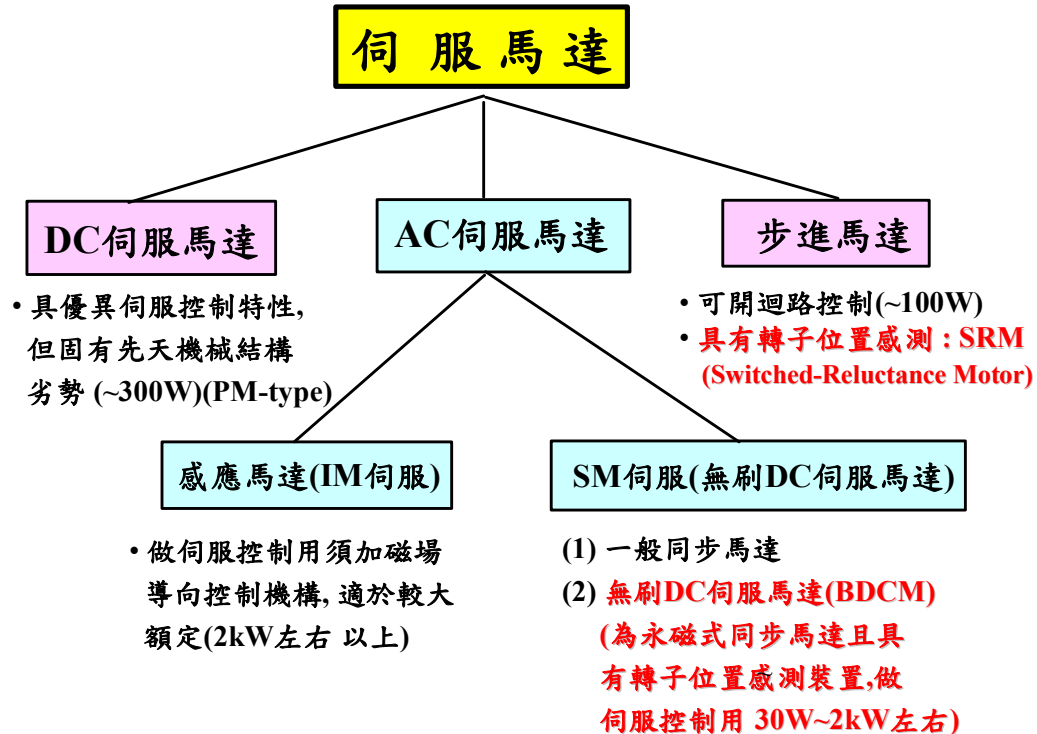 伺 服 馬 達
DC伺服馬達
AC伺服馬達
步進馬達
• 具優異伺服控制特性,
但固有先天機械結構
劣勢 (~300W)(PM-type)
• 可開迴路控制(~100W)
• 具有轉子位置感測 : SRM
(Switched-Reluctance Motor)
感應馬達(IM伺服)
SM伺服(無刷DC伺服馬達)
• 做伺服控制用須加磁場
導向控制機構, 適於較大
額定(2kW左右 以上)
(1) 一般同步馬達
(2) 無刷DC伺服馬達(BDCM)
(為永磁式同步馬達且具
有轉子位置感測裝置,做
伺服控制用 30W~2kW左右)